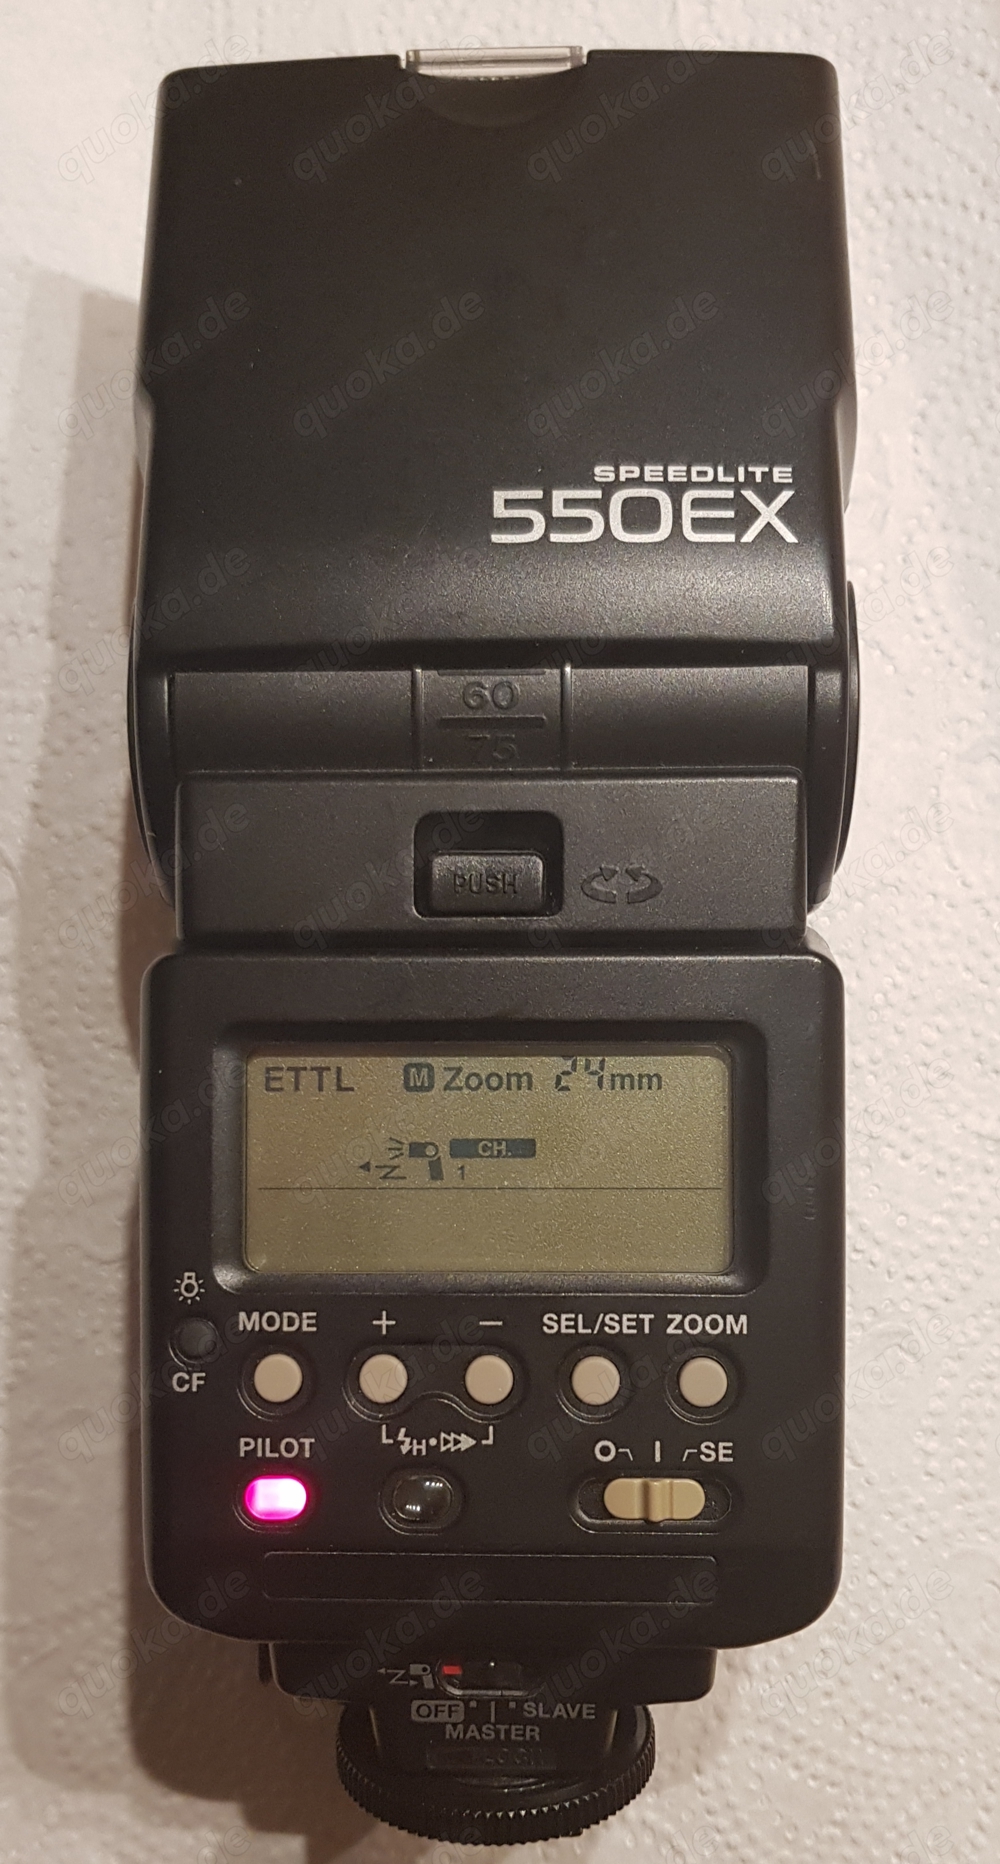 SPEEDLITE
550EX
60
75
PUSH
ETTL M Zoom 24mm
CH.
1
MODE + − SEL/SET ZOOM
CF
PILOT
H
O I SE
OFF I SLAVE
MASTER
LOCK
quoka.de